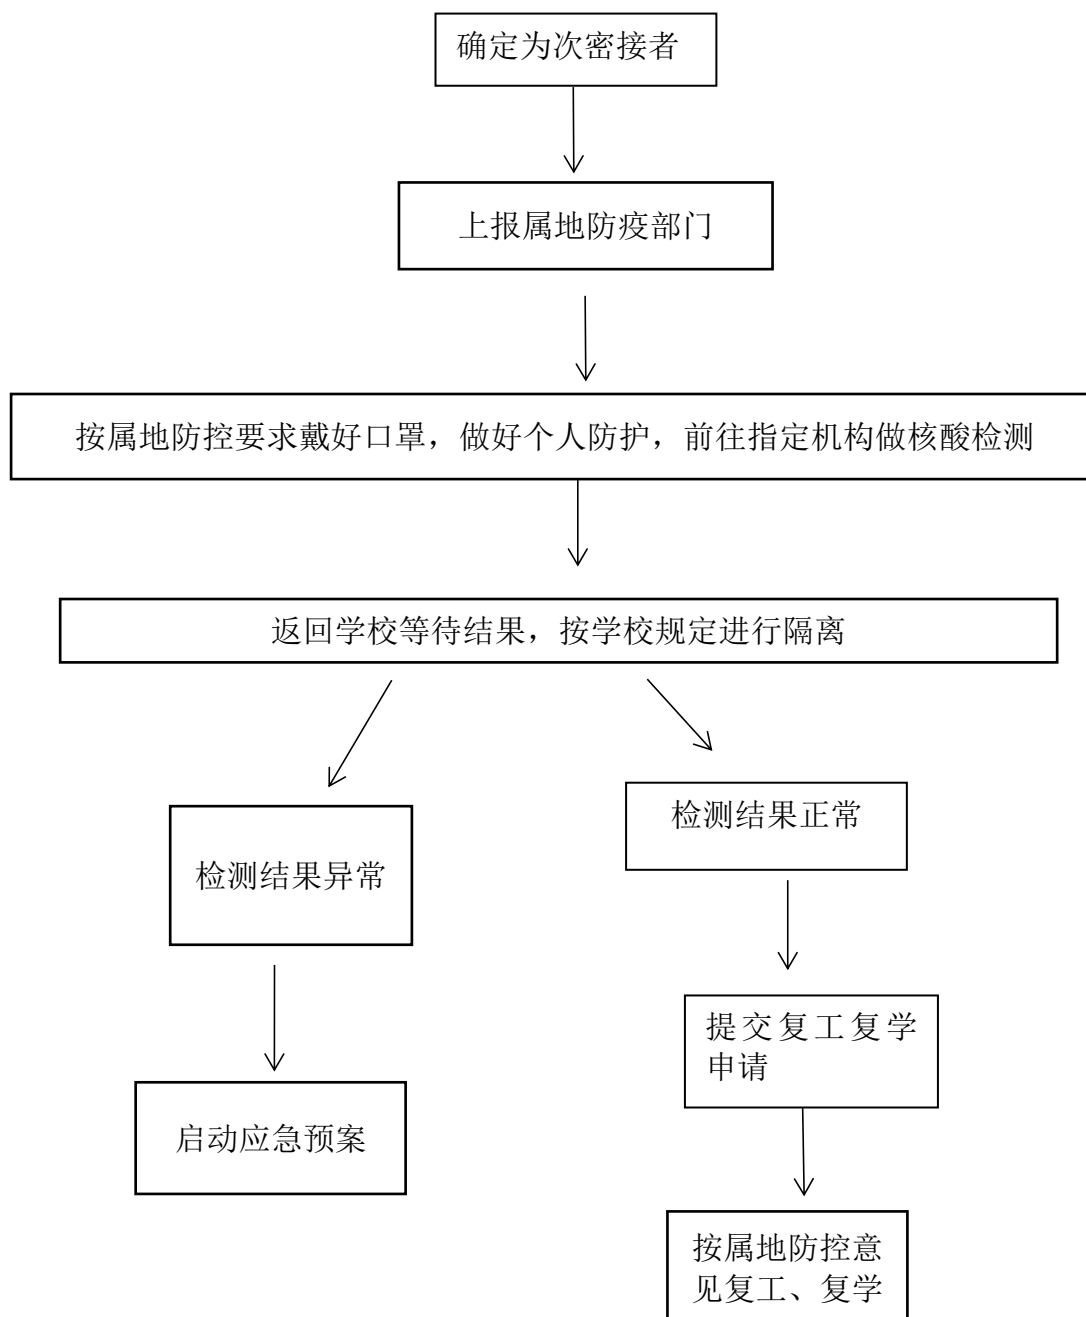 确定为次密接者
上报属地防疫部门
按属地防控要求戴好口罩，做好个人防护，前往指定机构做核酸检测
返回学校等待结果，按学校规定进行隔离
检测结果正常
检测结果异常
提交复工复学
申请
启动应急预案
按属地防控意
见复工、复学